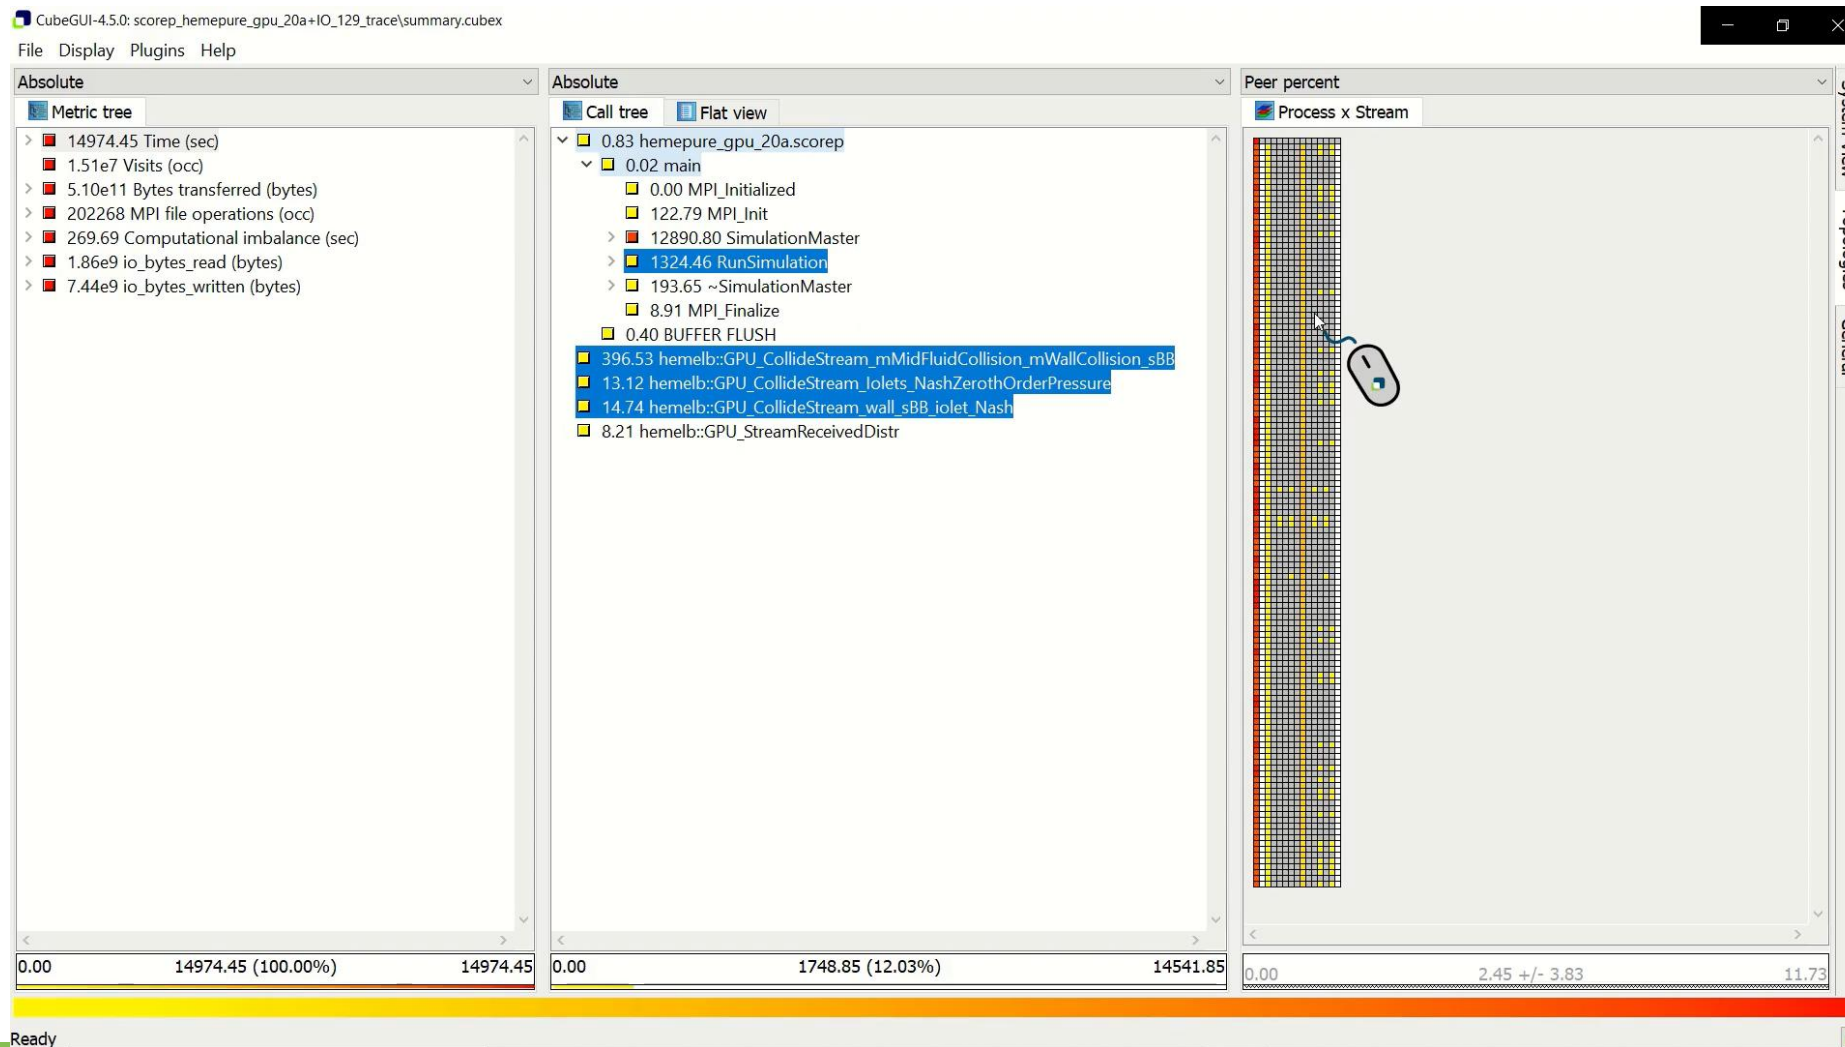 CubeGUI-4.5.0: scorep_hemepure_gpu_20a+IO_129_trace\summary.cubex
File Display Plugins Help
Absolute
Metric tree
14974.45 Time (sec)
1.51e7 Visits (occ)
5.10e11 Bytes transferred (bytes)
202268 MPI file operations (occ)
269.69 Computational imbalance (sec)
1.86e9 io_bytes_read (bytes)
7.44e9 io_bytes_written (bytes)
0.00 14974.45 (100.00%) 14974.45
Absolute
Call tree Flat view
0.83 hemepure_gpu_20a.scorep
0.02 main
0.00 MPI_Initialized
122.79 MPI_Init
12890.80 SimulationMaster
1324.46 RunSimulation
193.65 ~SimulationMaster
8.91 MPI_Finalize
0.40 BUFFER FLUSH
396.53 hemelb::GPU_CollideStream_mMidFluidCollision_mWallCollision_sBB
13.12 hemelb::GPU_CollideStream_Iolets_NashZerothOrderPressure
14.74 hemelb::GPU_CollideStream_wall_sBB_iolet_Nash
8.21 hemelb::GPU_StreamReceivedDistr
0.00 1748.85 (12.03%) 14541.85
Peer percent
Process x Stream
0.00 2.45 +/- 3.83 11.73
Ready